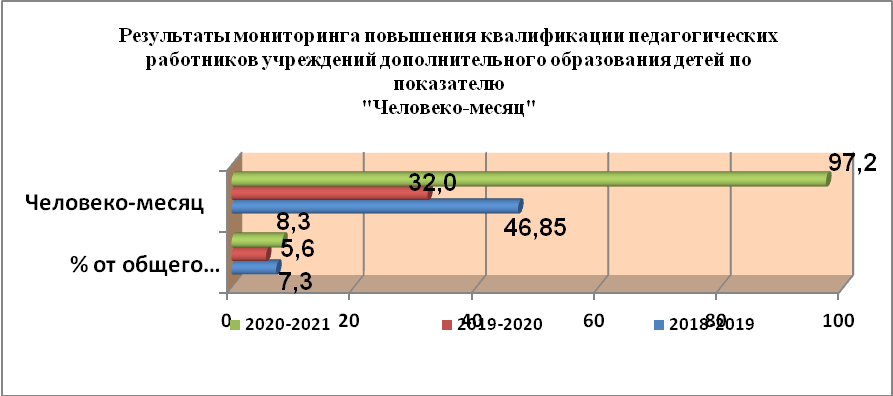 Результаты мониторинга повышения квалификации педагогических
работников учреждений дополнительного образования детей по
показателю
"Человеко-месяц"
97,2
32,0
Человеко-месяц
46,85
8,3
5,6
% от общего...
7,3
0 20 40 60 80 100
2020-2021 2019-2020 2018-2019